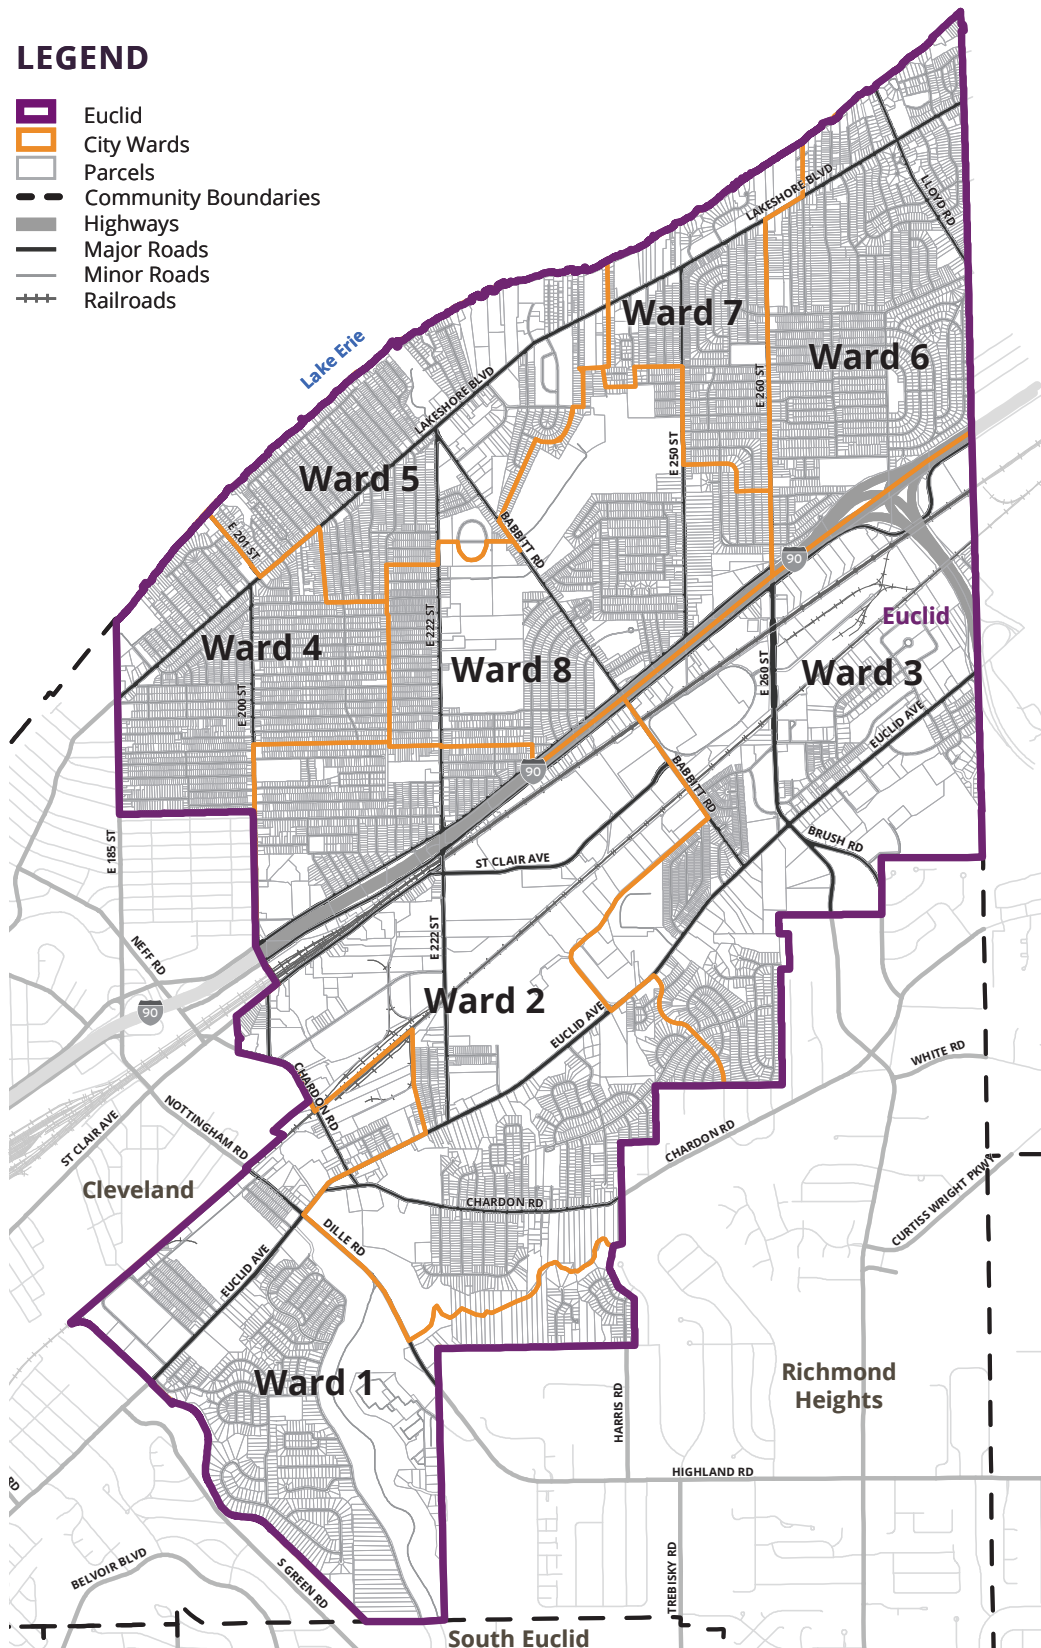 LEGEND
Euclid
City Wards
Parcels
Community Boundaries
Highways
Major Roads
Minor Roads
Railroads
LLOYD RD
LAKESHORE BLVD
Ward 7
Lake Erie
Ward 6
E 260 ST
LAKESHORE BLVD
E 250 ST
Ward 5
E 201 ST
BABBITT RD
90
Euclid
E 222 ST
Ward 4
Ward 8
E 260 ST
Ward 3
E 200 ST
EUCLID AVE
90
BABBITT RD
E 185 ST
BRUSH RD
ST CLAIR AVE
E 222 ST
NEFF RD
Ward 2
90
EUCLID AVE
WHITE RD
CHARDON RD
NOTTINGHAM RD
ST CLAIR AVE
CHARDON RD
Cleveland
CURTISS WRIGHT PKWY
CHARDON RD
DILLE RD
EUCLID AVE
Ward 1
Richmond
Heights
HARRIS RD
HIGHLAND RD
RD
BELVOIR BLVD
S GREEN RD
TREBISKY RD
South Euclid